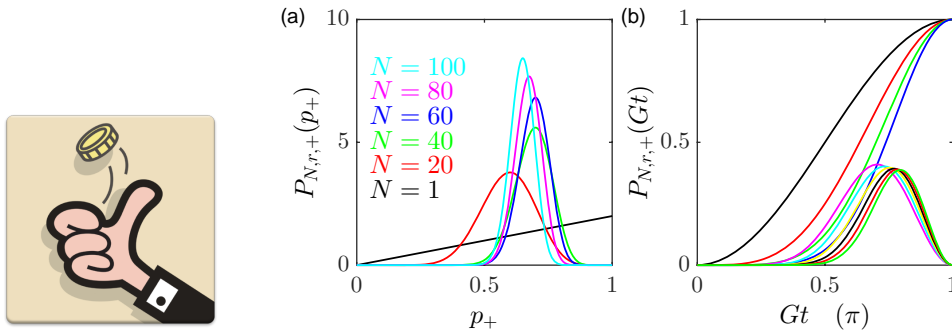 (a)
10
5
0
P_{N,r,+}(p_+)
N = 100
N = 80
N = 60
N = 40
N = 20
N = 1
0 0.5 1
p_+
(b)
1
0.5
0
P_{N,r,+}(Gt)
0 0.5 1
Gt (π)